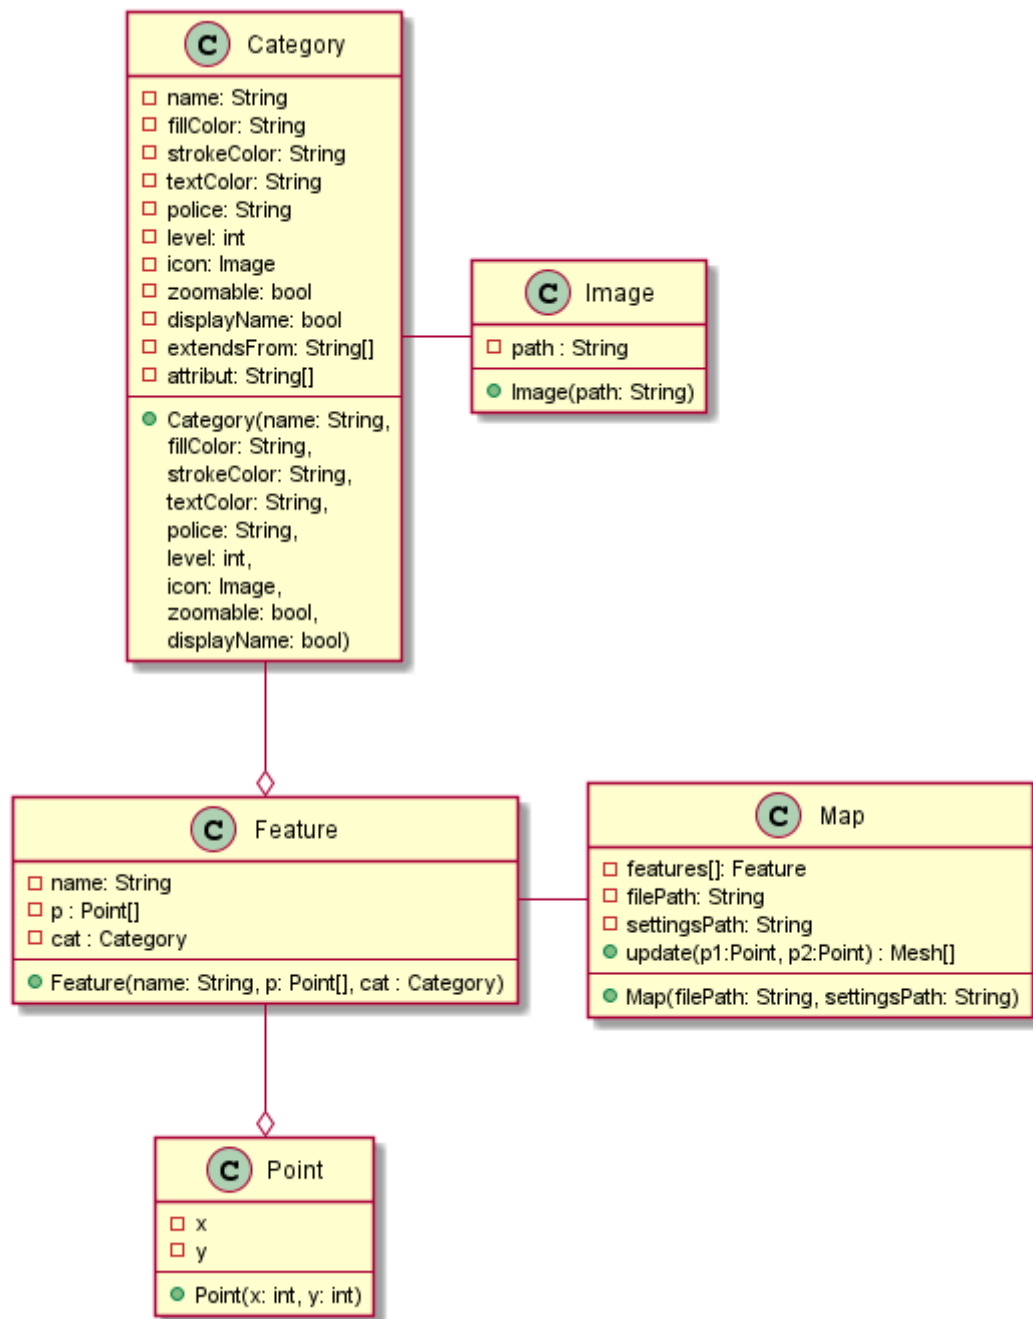 C Category
name: String
fillColor: String
strokeColor: String
textColor: String
police: String
level: int
icon: Image
zoomable: bool
displayName: bool
extendsFrom: String[]
attribut: String[]
Category(name: String,
fillColor: String,
strokeColor: String,
textColor: String,
police: String,
level: int,
icon: Image,
zoomable: bool,
displayName: bool)
C Image
path : String
Image(path: String)
C Feature
name: String
p : Point[]
cat : Category
Feature(name: String, p: Point[], cat : Category)
C Map
features[]: Feature
filePath: String
settingsPath: String
update(p1:Point, p2:Point) : Mesh[]
Map(filePath: String, settingsPath: String)
C Point
x
y
Point(x: int, y: int)